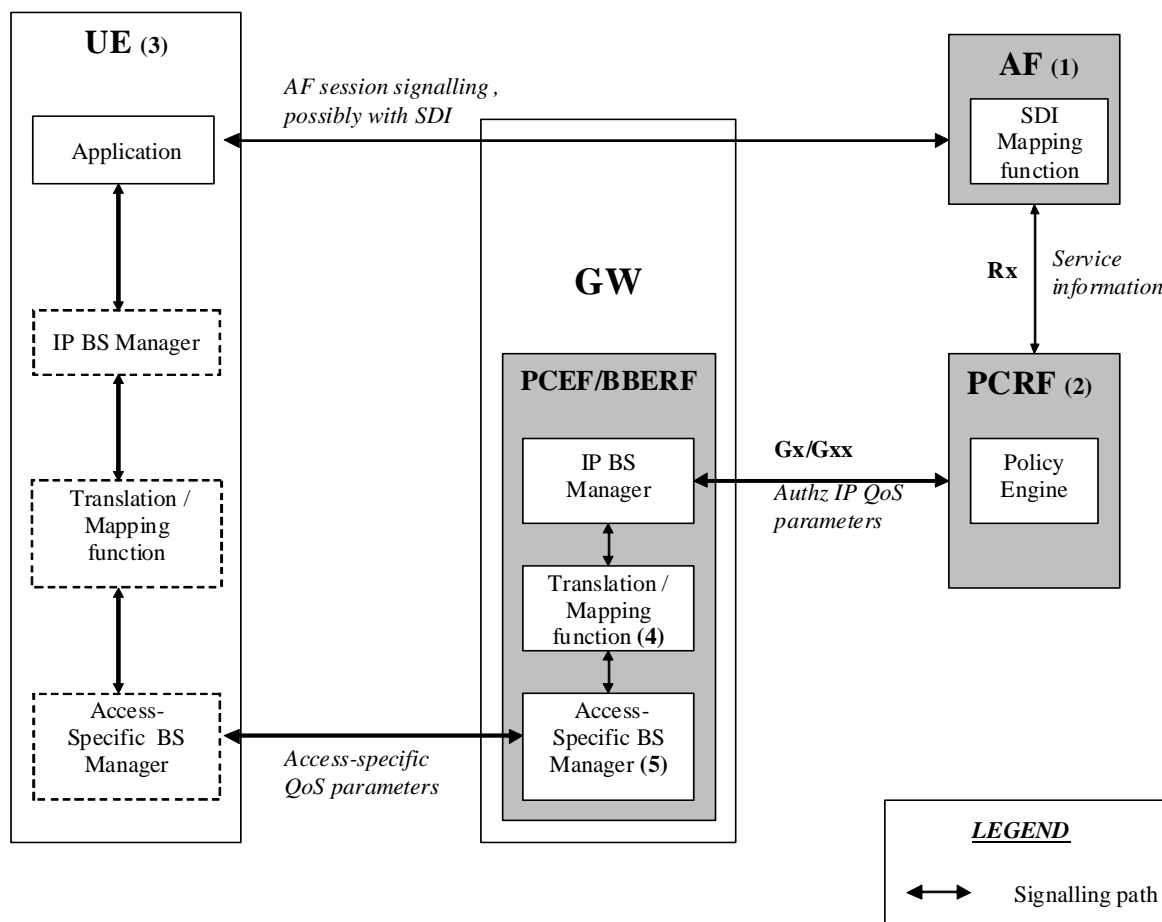 UE (3)
Application
IP BS Manager
Translation /
Mapping
function
Access-
Specific BS
Manager
AF session signalling ,
possibly with SDI
Access-specific
QoS parameters
GW
PCEF/BBERF
IP BS
Manager
Translation /
Mapping
function (4)
Access-
Specific BS
Manager (5)
Gx/Gxx
Authz IP QoS
parameters
AF (1)
SDI
Mapping
function
Rx
Service
information
PCRF (2)
Policy
Engine
LEGEND
Signalling path